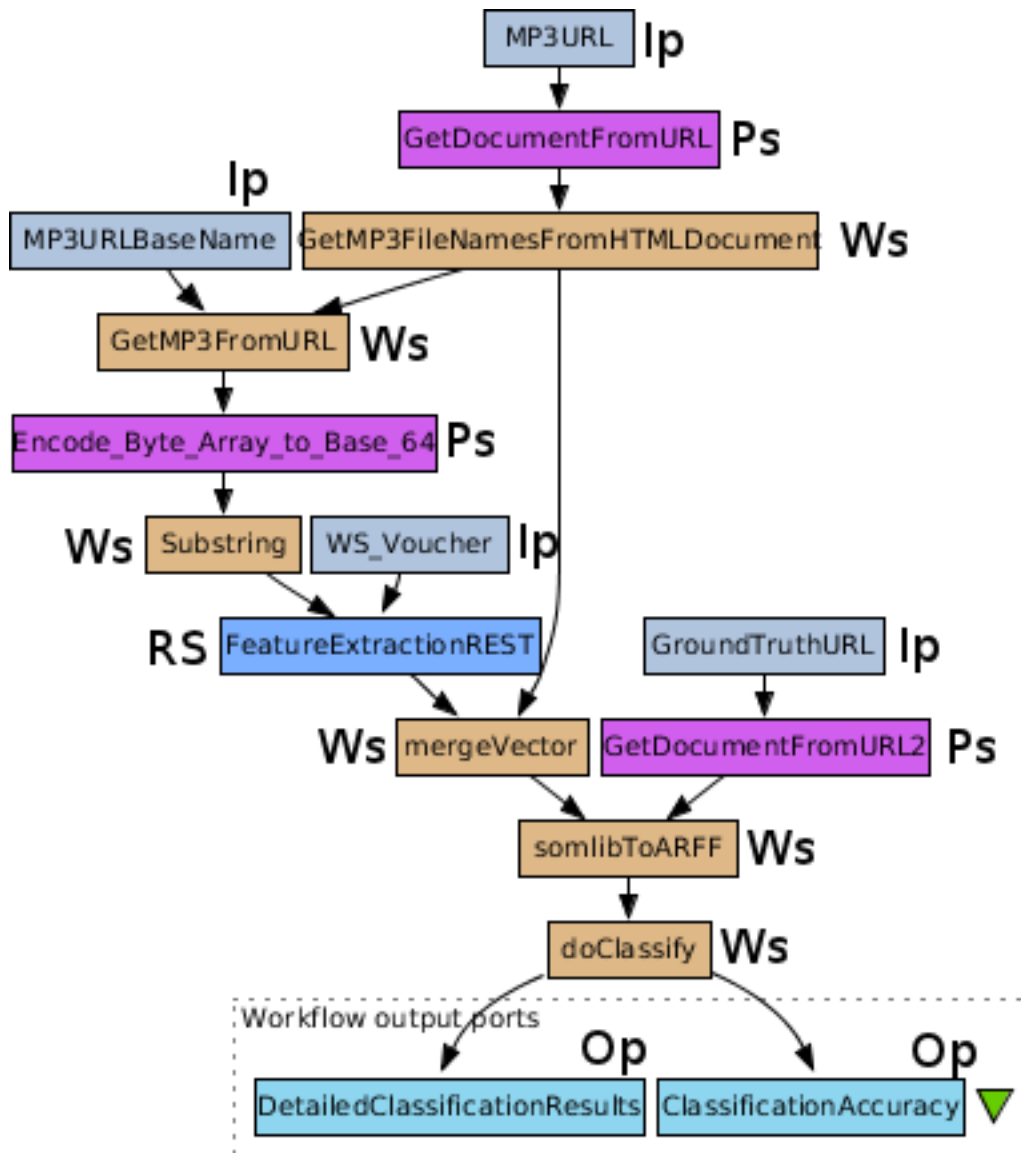 MP3URL Ip
GetDocumentFromURL Ps
Ip
MP3URLBaseName GetMP3FileNamesFromHTMLDocument Ws
GetMP3FromURL Ws
Encode_Byte_Array_to_Base_64 Ps
Ws Substring WS_Voucher Ip
RS FeatureExtractionREST GroundTruthURL Ip
Ws mergeVector GetDocumentFromURL2 Ps
somlibToARFF Ws
doClassify Ws
Workflow output ports
Op Op
DetailedClassificationResults ClassificationAccuracy